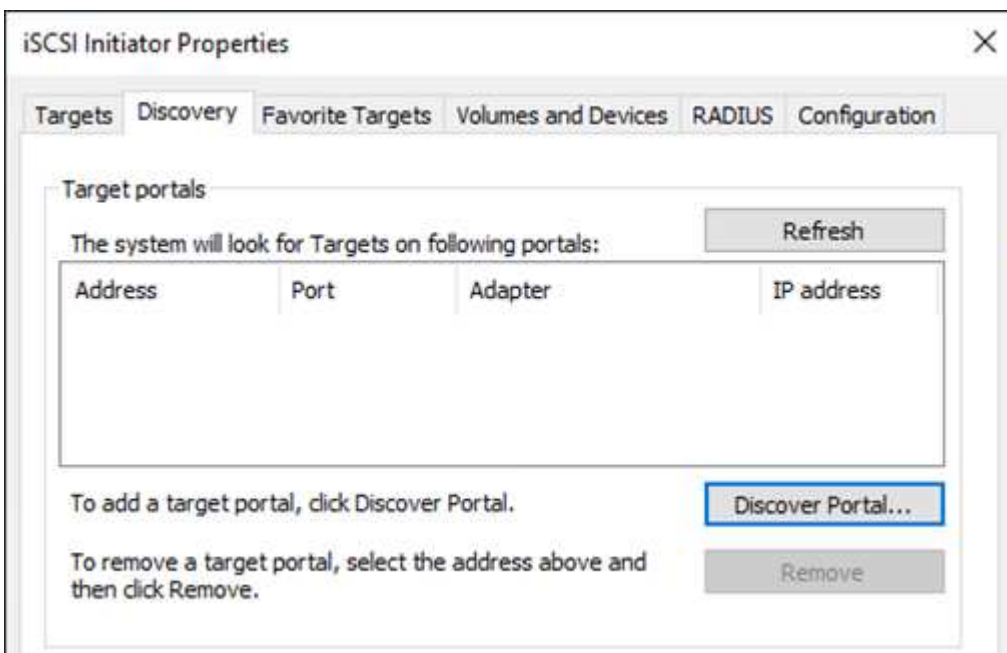 iSCSI Initiator Properties
Targets Discovery Favorite Targets Volumes and Devices RADIUS Configuration
Target portals
The system will look for Targets on following portals: Refresh
Address Port Adapter IP address
To add a target portal, click Discover Portal. Discover Portal...
To remove a target portal, select the address above and Remove
then click Remove.